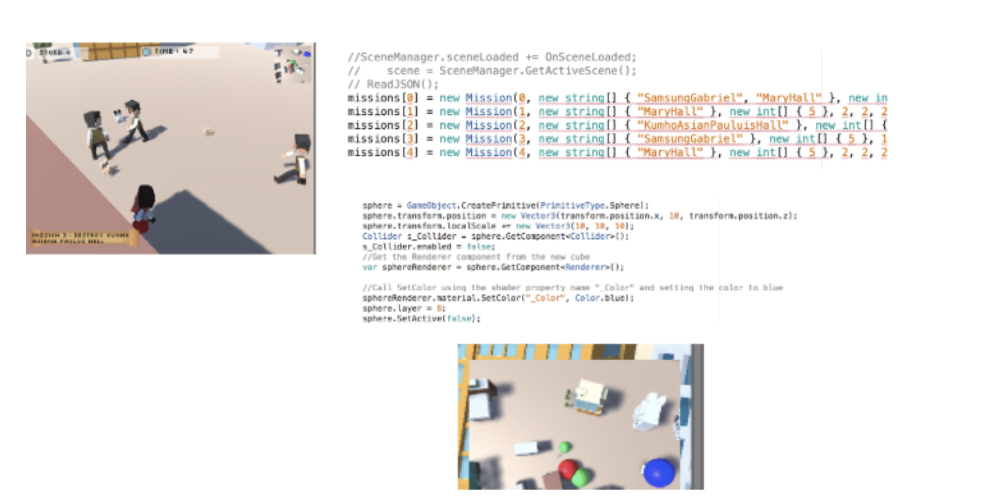 SCORE:0
TIME : 47
MISSION 3 - DESTROY KUMHO
ASIANA PAULUS HALL
//SceneManager.sceneLoaded += OnSceneLoaded;
//    scene = SceneManager.GetActiveScene();
// ReadJSON();
missions[0] = new Mission(0, new string[] { "SamsungGabriel", "MaryHall" }, new in
missions[1] = new Mission(1, new string[] { "MaryHall" }, new int[] { 5 }, 2, 2, 2
missions[2] = new Mission(2, new string[] { "KumhoAsianPauluisHall" }, new int[] {
missions[3] = new Mission(3, new string[] { "SamsungGabriel" }, new int[] { 5 }, 1
missions[4] = new Mission(4, new string[] { "MaryHall" }, new int[] { 5 }, 2, 2, 2
sphere = GameObject.CreatePrimitive(PrimitiveType.Sphere);
sphere.transform.position = new Vector3(transform.position.x, 10, transform.position.z);
sphere.transform.localScale += new Vector3(10, 10, 10);
Collider s_Collider = sphere.GetComponent<Collider>();
s_Collider.enabled = false;
//Get the Renderer component from the new cube
var sphereRenderer = sphere.GetComponent<Renderer>();
//Call SetColor using the shader property name "_Color" and setting the color to blue
sphereRenderer.material.SetColor("_Color", Color.blue);
sphere.layer = 8;
sphere.SetActive(false);